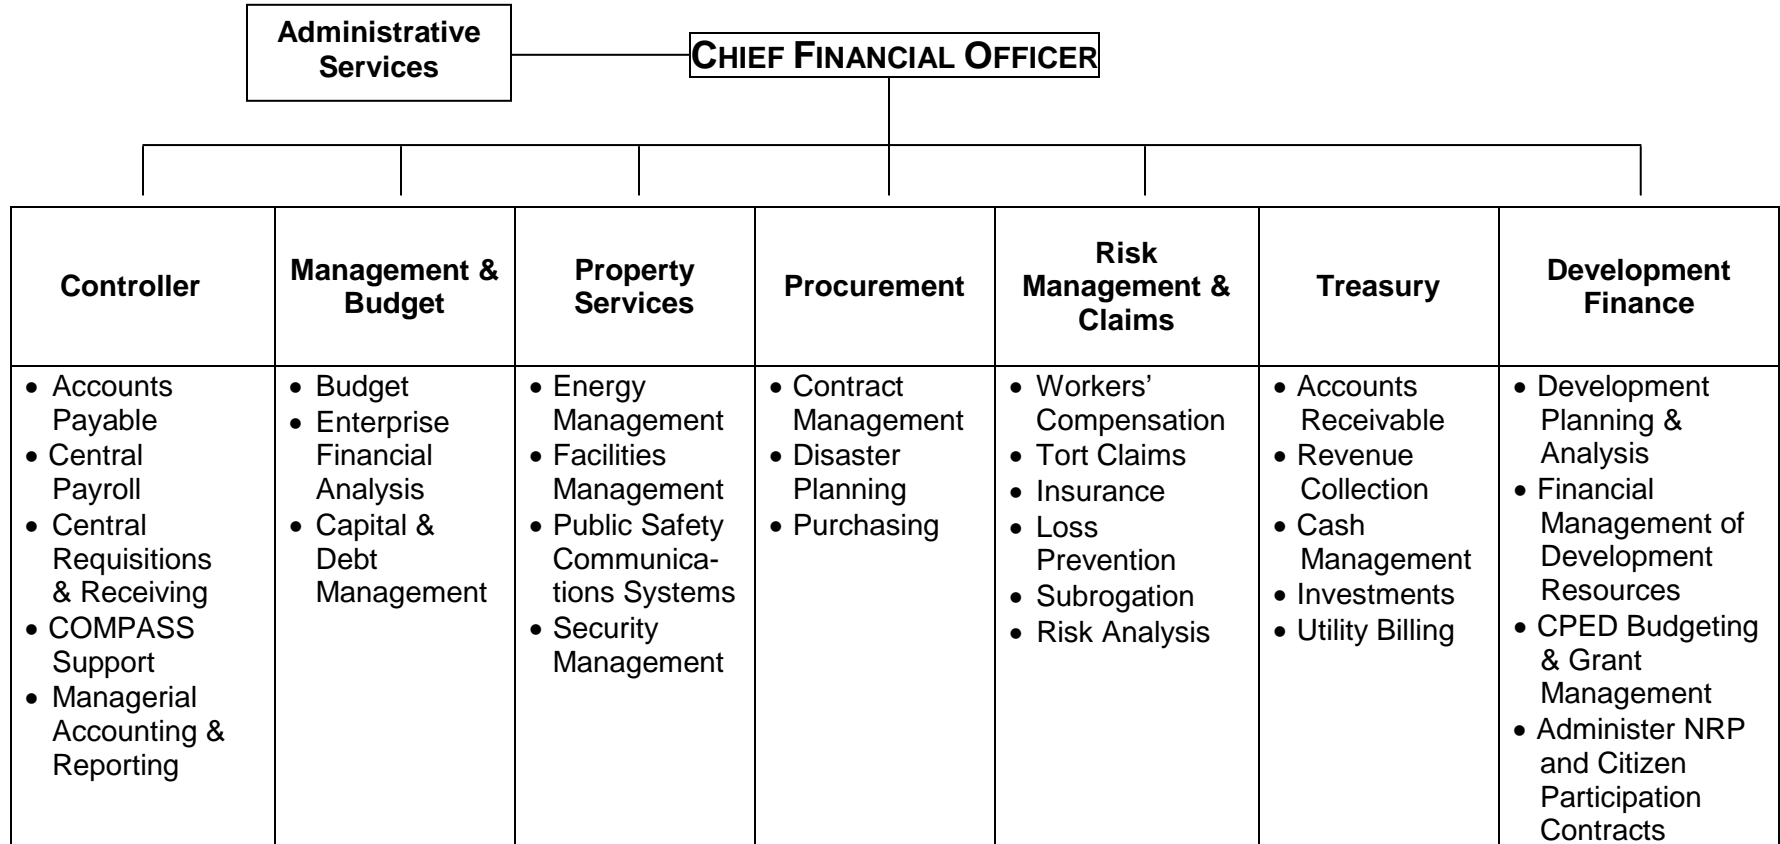 Administrative
Services
CHIEF FINANCIAL OFFICER
Controller
Management &
Budget
Property
Services
Procurement
Risk
Management &
Claims
Treasury
Development
Finance
• Accounts
Payable
• Central
Payroll
• Central
Requisitions
& Receiving
• COMPASS
Support
• Managerial
Accounting &
Reporting
• Budget
• Enterprise
Financial
Analysis
• Capital &
Debt
Management
• Energy
Management
• Facilities
Management
• Public Safety
Communica-
tions Systems
• Security
Management
• Contract
Management
• Disaster
Planning
• Purchasing
• Workers’
Compensation
• Tort Claims
• Insurance
• Loss
Prevention
• Subrogation
• Risk Analysis
• Accounts
Receivable
• Revenue
Collection
• Cash
Management
• Investments
• Utility Billing
• Development
Planning &
Analysis
• Financial
Management of
Development
Resources
• CPED Budgeting
& Grant
Management
• Administer NRP
and Citizen
Participation
Contracts